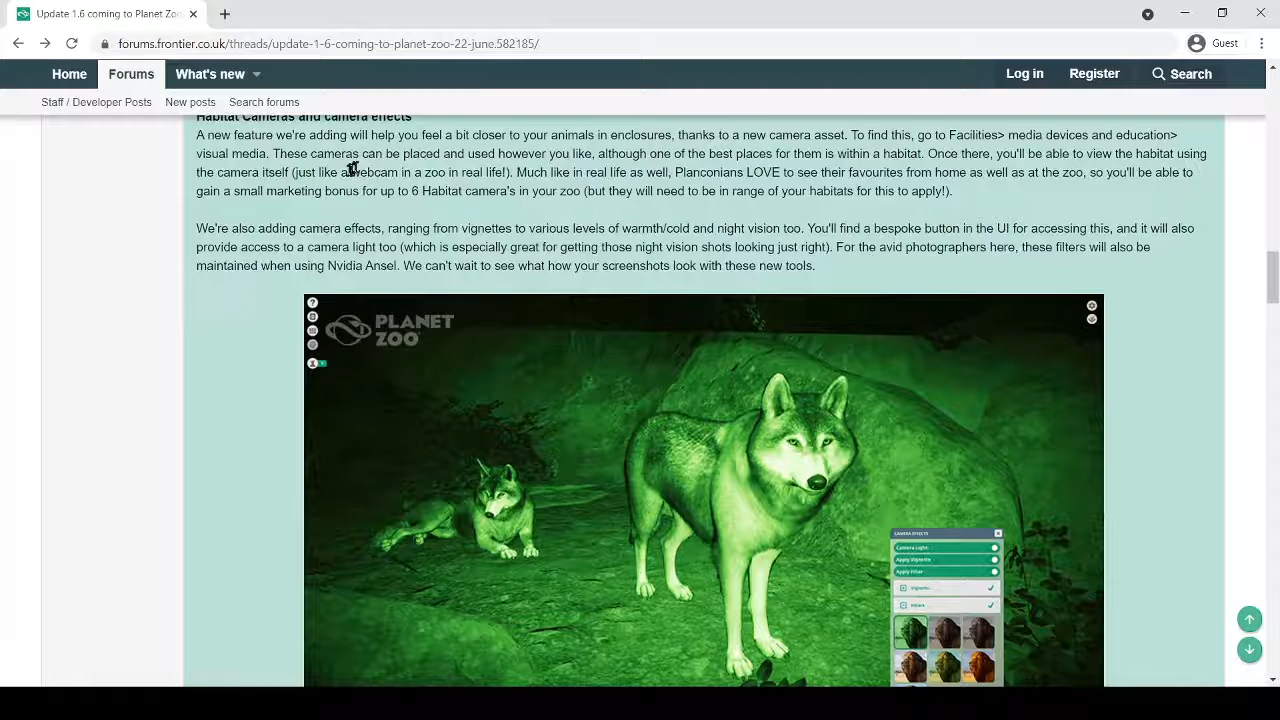 Update 1.6 coming to Planet Zo
forums.frontier.co.uk/threads/update-1-6-coming-to-planet-zoo-22-june.582185/
Guest
Home
Forums
What's new
Log in
Register
Search
Staff / Developer Posts
New posts
Search forums
Habitat Cameras and camera effects
A new feature we're adding will help you feel a bit closer to your animals in enclosures, thanks to a new camera asset. To find this, go to Facilities> media devices and education>
visual media. These cameras can be placed and used however you like, although one of the best places for them is within a habitat. Once there, you'll be able to view the habitat using
the camera itself (just like a webcam in a zoo in real life!). Much like in real life as well, Planconians LOVE to see their favourites from home as well as at the zoo, so you'll be able to
gain a small marketing bonus for up to 6 Habitat camera's in your zoo (but they will need to be in range of your habitats for this to apply!).
We're also adding camera effects, ranging from vignettes to various levels of warmth/cold and night vision too. You'll find a bespoke button in the UI for accessing this, and it will also
provide access to a camera light too (which is especially great for getting those night vision shots looking just right). For the avid photographers here, these filters will also be
maintained when using Nvidia Ansel. We can't wait to see what how your screenshots look with these new tools.
PLANET
ZOO
CAMERA EFFECTS
Camera Light
Apply Vignette
Apply Filter
Vignette